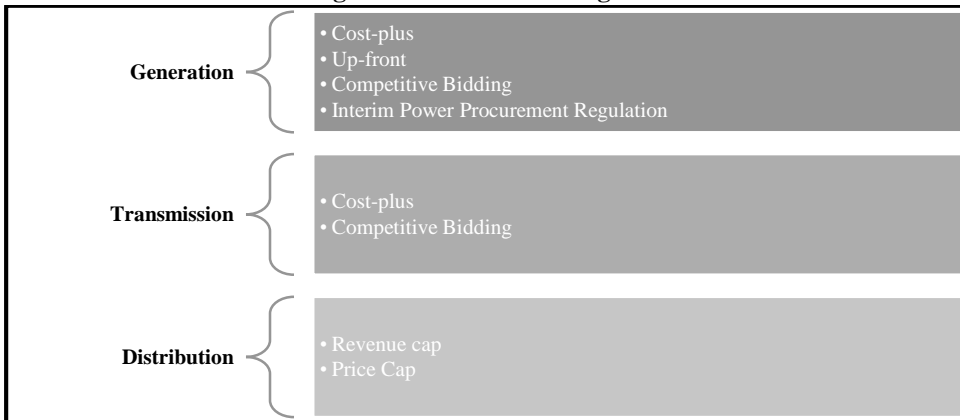 Generation
• Cost-plus
• Up-front
• Competitive Bidding
• Interim Power Procurement Regulation
Transmission
• Cost-plus
• Competitive Bidding
Distribution
• Revenue cap
• Price Cap